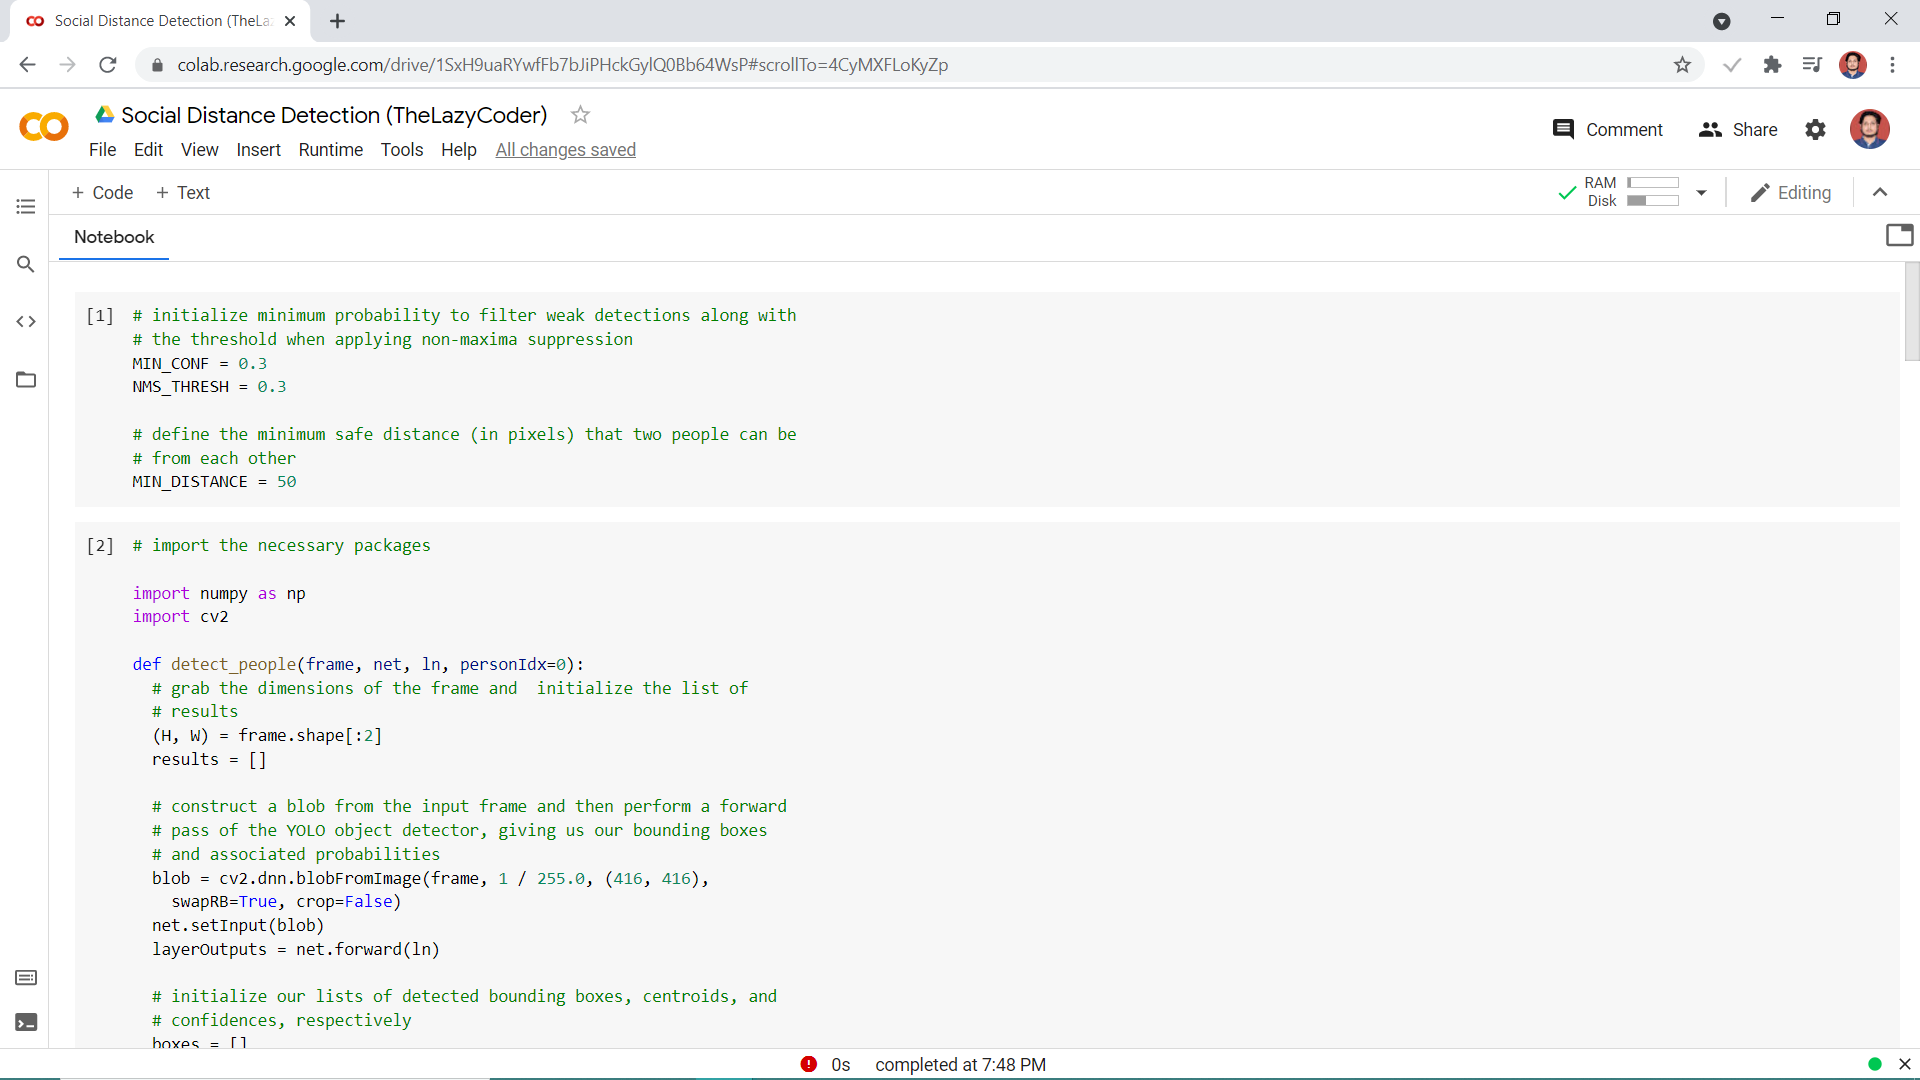 Social Distance Detection (TheLa
colab.research.google.com/drive/1SxH9uaRYwfFb7bJiPHckGylQ0Bb64WsP#scrollTo=4CyMXFLoKyZp
Social Distance Detection (TheLazyCoder)
Comment Share
File Edit View Insert Runtime Tools Help All changes saved
+ Code + Text
RAM
Disk
Editing
Notebook
[1] # initialize minimum probability to filter weak detections along with
# the threshold when applying non-maxima suppression
MIN_CONF = 0.3
NMS_THRESH = 0.3
# define the minimum safe distance (in pixels) that two people can be
# from each other
MIN_DISTANCE = 50
[2] # import the necessary packages
import numpy as np
import cv2
def detect_people(frame, net, ln, personIdx=0):
# grab the dimensions of the frame and  initialize the list of
# results
(H, W) = frame.shape[:2]
results = []
# construct a blob from the input frame and then perform a forward
# pass of the YOLO object detector, giving us our bounding boxes
# and associated probabilities
blob = cv2.dnn.blobFromImage(frame, 1 / 255.0, (416, 416),
swapRB=True, crop=False)
net.setInput(blob)
layerOutputs = net.forward(ln)
# initialize our lists of detected bounding boxes, centroids, and
# confidences, respectively
boxes = []
0s completed at 7:48 PM